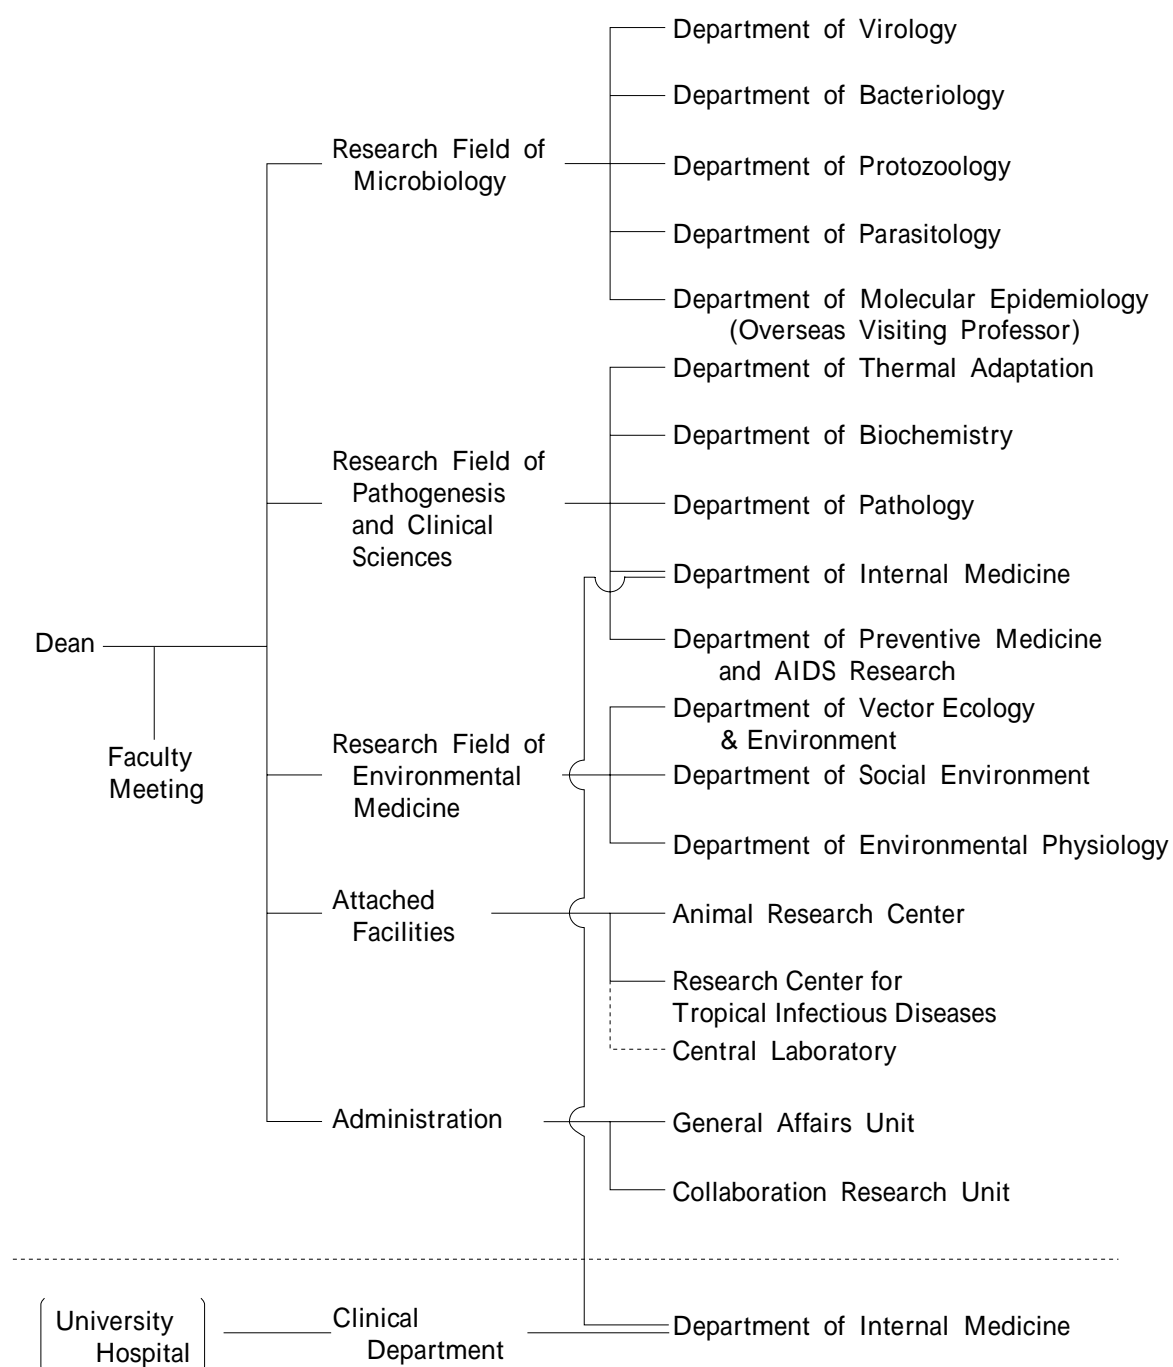 Department of Virology
Department of Bacteriology
Research Field of
Microbiology
Department of Protozoology
Department of Parasitology
Department of Molecular Epidemiology
(Overseas Visiting Professor)
Department of Thermal Adaptation
Department of Biochemistry
Research Field of
Pathogenesis
and Clinical
Sciences
Department of Pathology
Department of Internal Medicine
Dean
Department of Preventive Medicine
and AIDS Research
Faculty
Meeting
Department of Vector Ecology
& Environment
Research Field of
Environmental
Medicine
Department of Social Environment
Department of Environmental Physiology
Attached
Facilities
Animal Research Center
Research Center for
Tropical Infectious Diseases
Central Laboratory
Administration
General Affairs Unit
Collaboration Research Unit
University
Hospital
Clinical
Department
Department of Internal Medicine